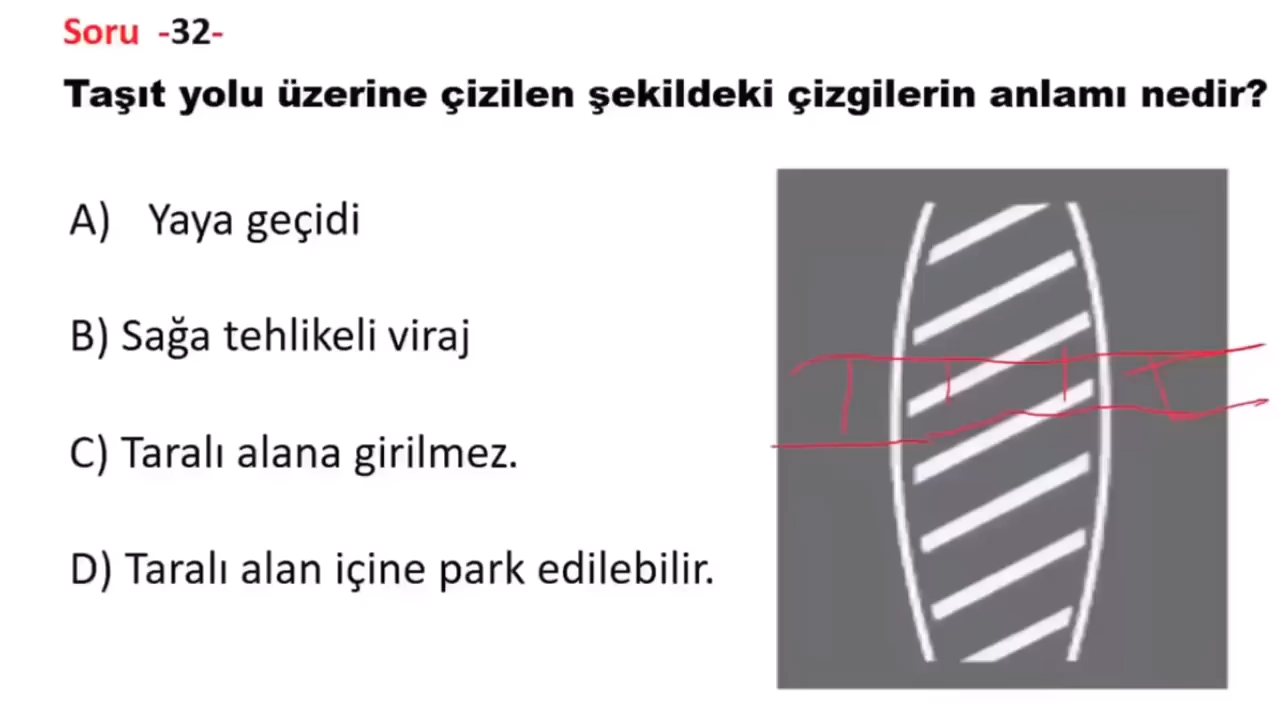 Soru -32-
Taşıt yolu üzerine çizilen şekildeki çizgilerin anlamı nedir?
A) Yaya geçidi
B) Sağa tehlikeli viraj
C) Taralı alana girilmez.
D) Taralı alan içine park edilebilir.